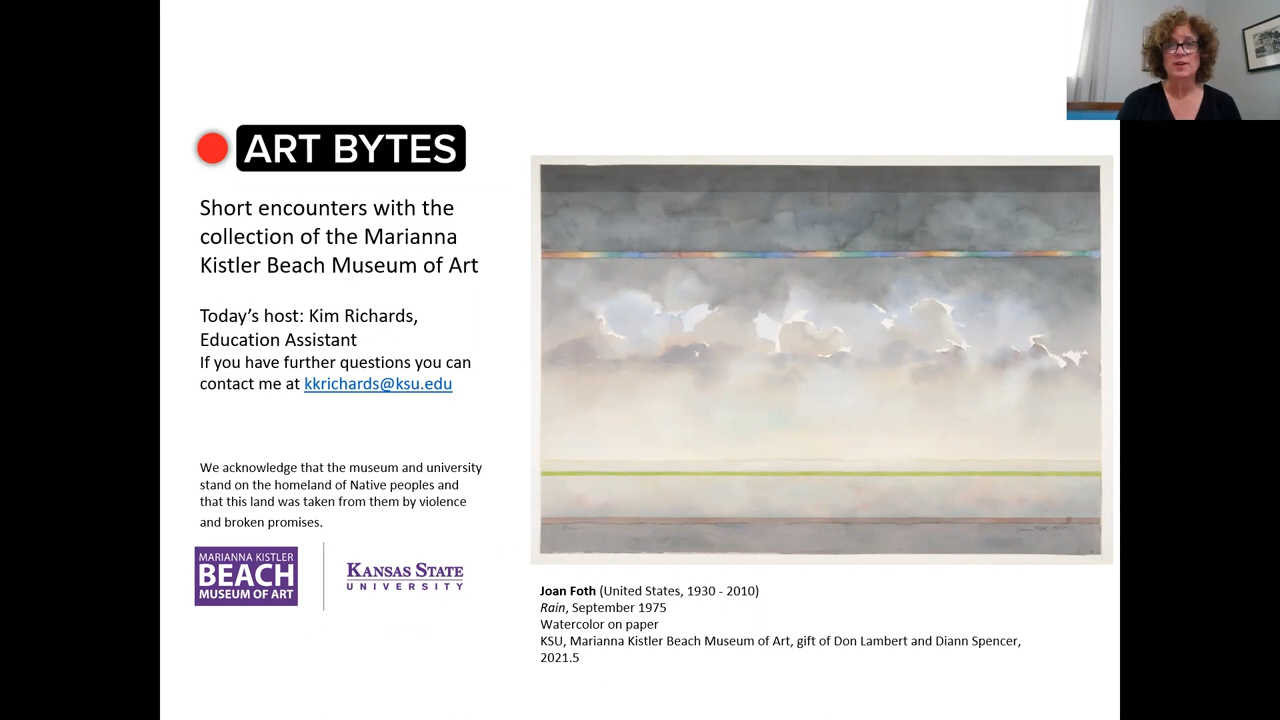 ART BYTES
Short encounters with the
collection of the Marianna
Kistler Beach Museum of Art
Today's host: Kim Richards,
Education Assistant
If you have further questions you can
contact me at kkrichards@ksu.edu
We acknowledge that the museum and university
stand on the homeland of Native peoples and
that this land was taken from them by violence
and broken promises.
MARIANNA KISTLER
BEACH
MUSEUM OF ART
KANSAS STATE
UNIVERSITY
Joan Foth (United States, 1930 - 2010)
Rain, September 1975
Watercolor on paper
KSU, Marianna Kistler Beach Museum of Art, gift of Don Lambert and Diann Spencer,
2021.5